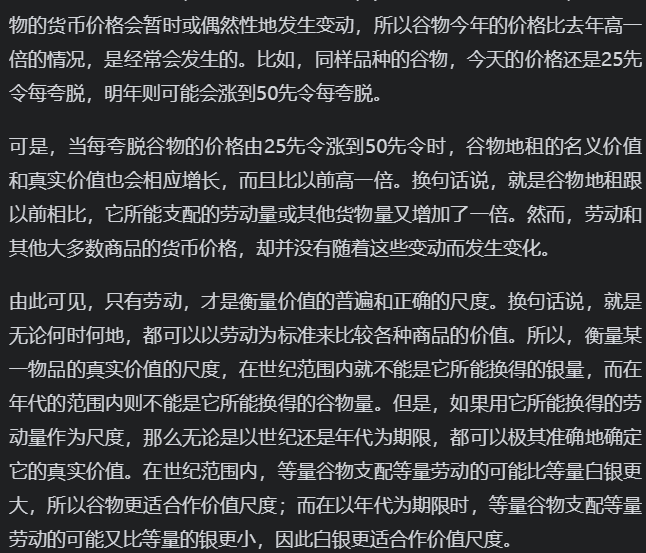 物的货币价格会暂时或偶然性地发生变动，所以谷物今年的价格比去年高一
倍的情况，是经常会发生的。比如，同样品种的谷物，今天的价格还是25先
令每夸脱，明年则可能会涨到50先令每夸脱。
可是，当每夸脱谷物的价格由25先令涨到50先令时，谷物地租的名义价值
和真实价值也会相应增长，而且比以前高一倍。换句话说，就是谷物地租跟
以前相比，它所能支配的劳动量或其他货物量又增加了一倍。然而，劳动和
其他大多数商品的货币价格，却并没有随着这些变动而发生变化。
由此可见，只有劳动，才是衡量价值的普遍和正确的尺度。换句话说，就是
无论何时何地，都可以以劳动为标准来比较各种商品的价值。所以，衡量某
一物品的真实价值的尺度，在世纪范围内就不能是它所能换得的银量，而在
年代的范围内则不能是它所能换得的谷物量。但是，如果用它所能换得的劳
动量作为尺度，那么无论是以世纪还是年代为期限，都可以极其准确地确定
它的真实价值。在世纪范围内，等量谷物支配等量劳动的可能比等量白银更
大，所以谷物更适合作价值尺度；而在以年代为期限时，等量谷物支配等量
劳动的可能又比等量的银更小，因此白银更适合作价值尺度。